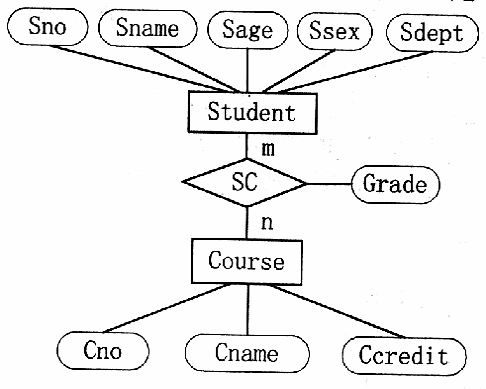 Sno Sname Sage Ssex Sdept
Student
m
SC Grade
n
Course
Cno Cname Ccredit